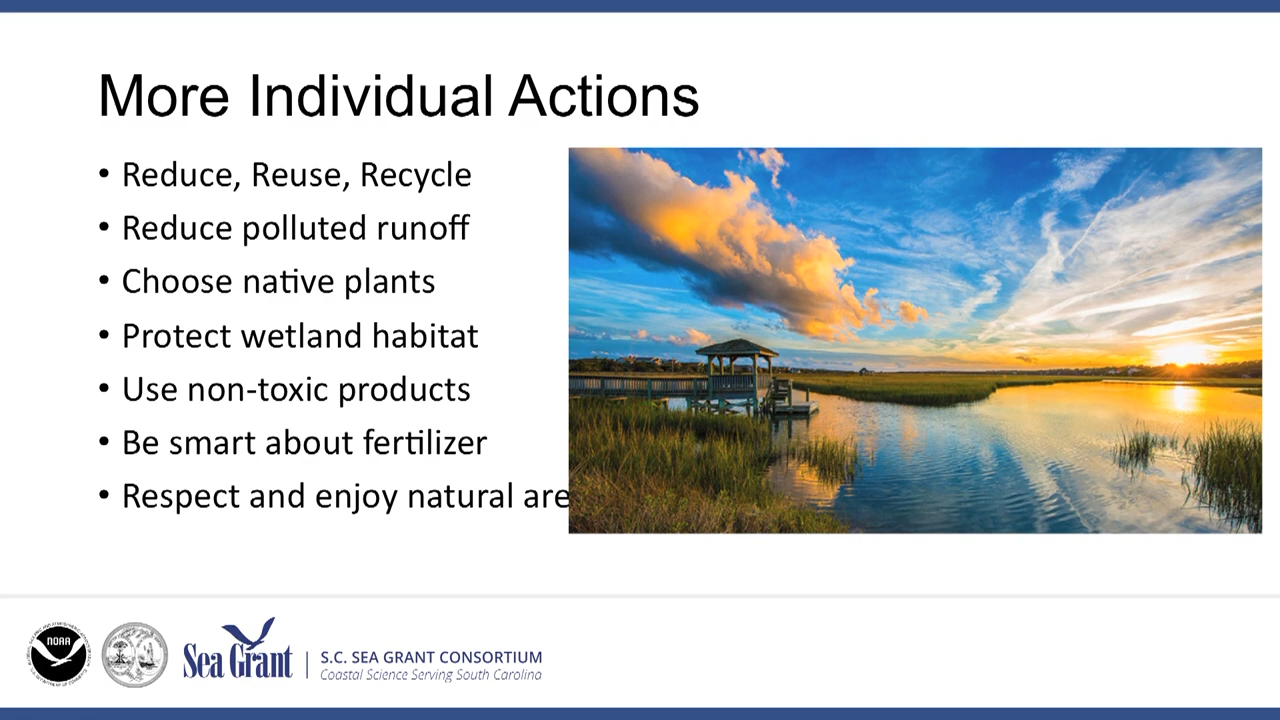 More Individual Actions
• Reduce, Reuse, Recycle
• Reduce polluted runoff
• Choose native plants
• Protect wetland habitat
• Use non-toxic products
• Be smart about fertilizer
• Respect and enjoy natural are
NOAA
Sea Grant
S.C. SEA GRANT CONSORTIUM
Coastal Science Serving South Carolina